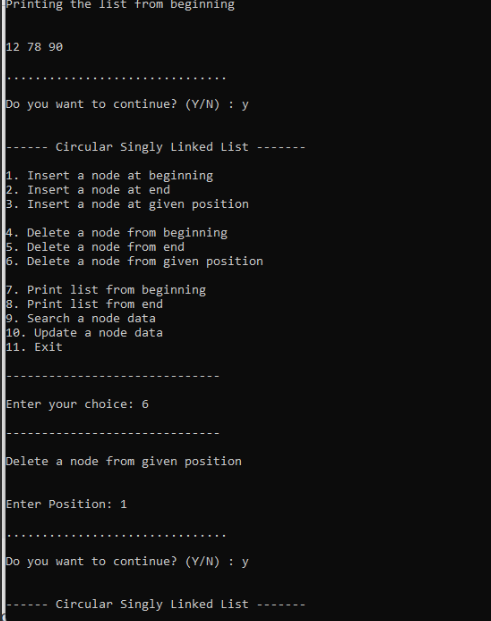 Printing the list from beginning
12 78 90
...............................
Do you want to continue? (Y/N) : y
------ Circular Singly Linked List -------
1. Insert a node at beginning
2. Insert a node at end
3. Insert a node at given position
4. Delete a node from beginning
5. Delete a node from end
6. Delete a node from given position
7. Print list from beginning
8. Print list from end
9. Search a node data
10. Update a node data
11. Exit
------------------------------
Enter your choice: 6
------------------------------
Delete a node from given position
Enter Position: 1
...............................
Do you want to continue? (Y/N) : y
------ Circular Singly Linked List -------